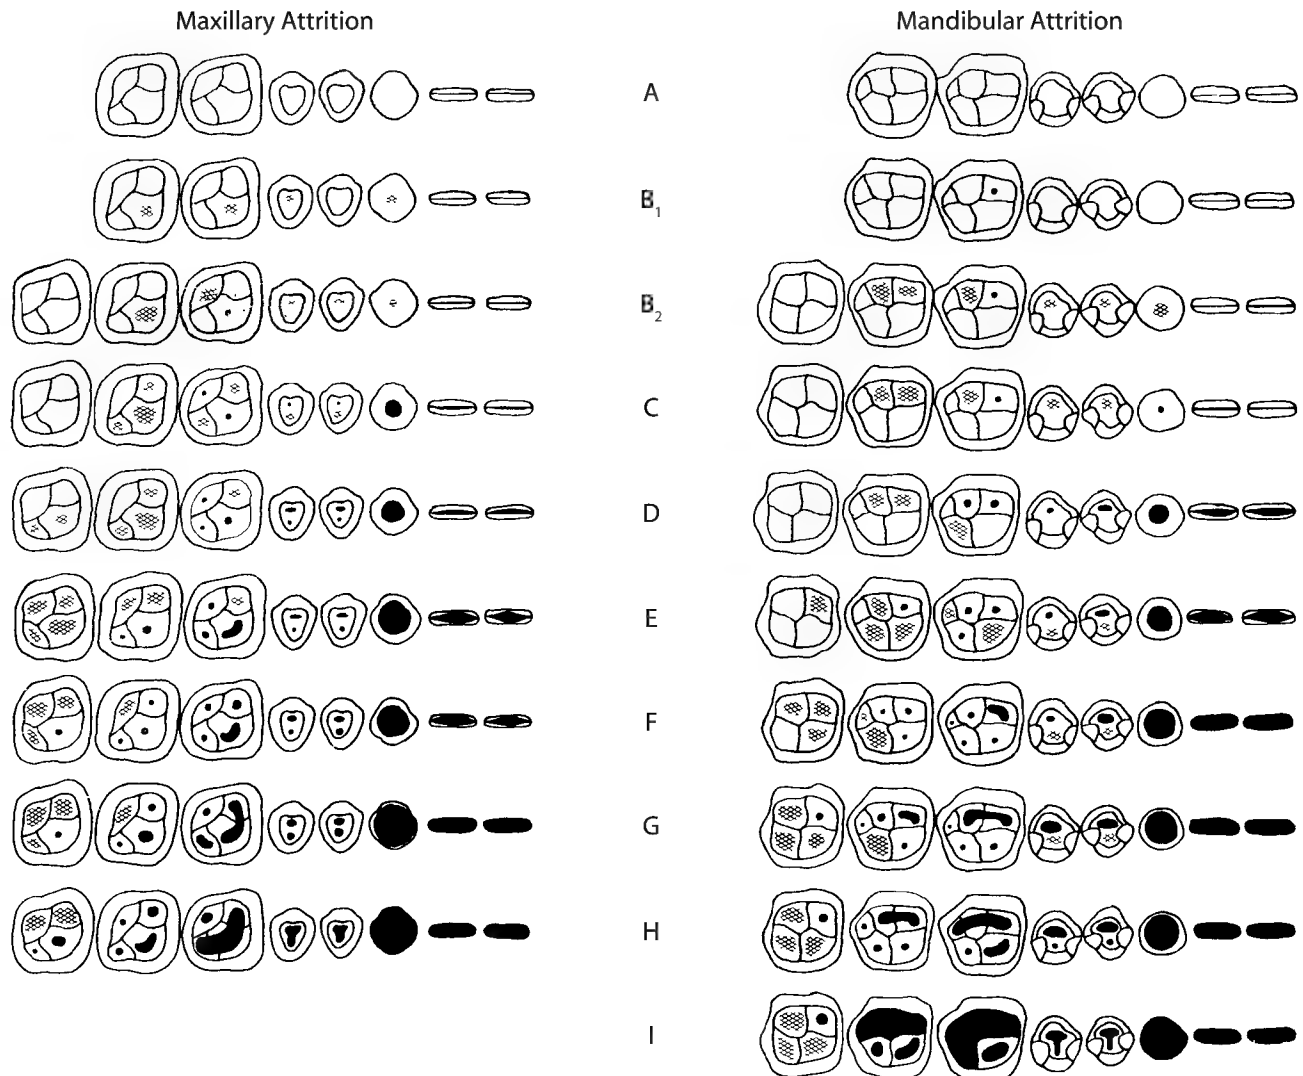 Maxillary Attrition
Mandibular Attrition
A
B1
B2
C
D
E
F
G
H
I